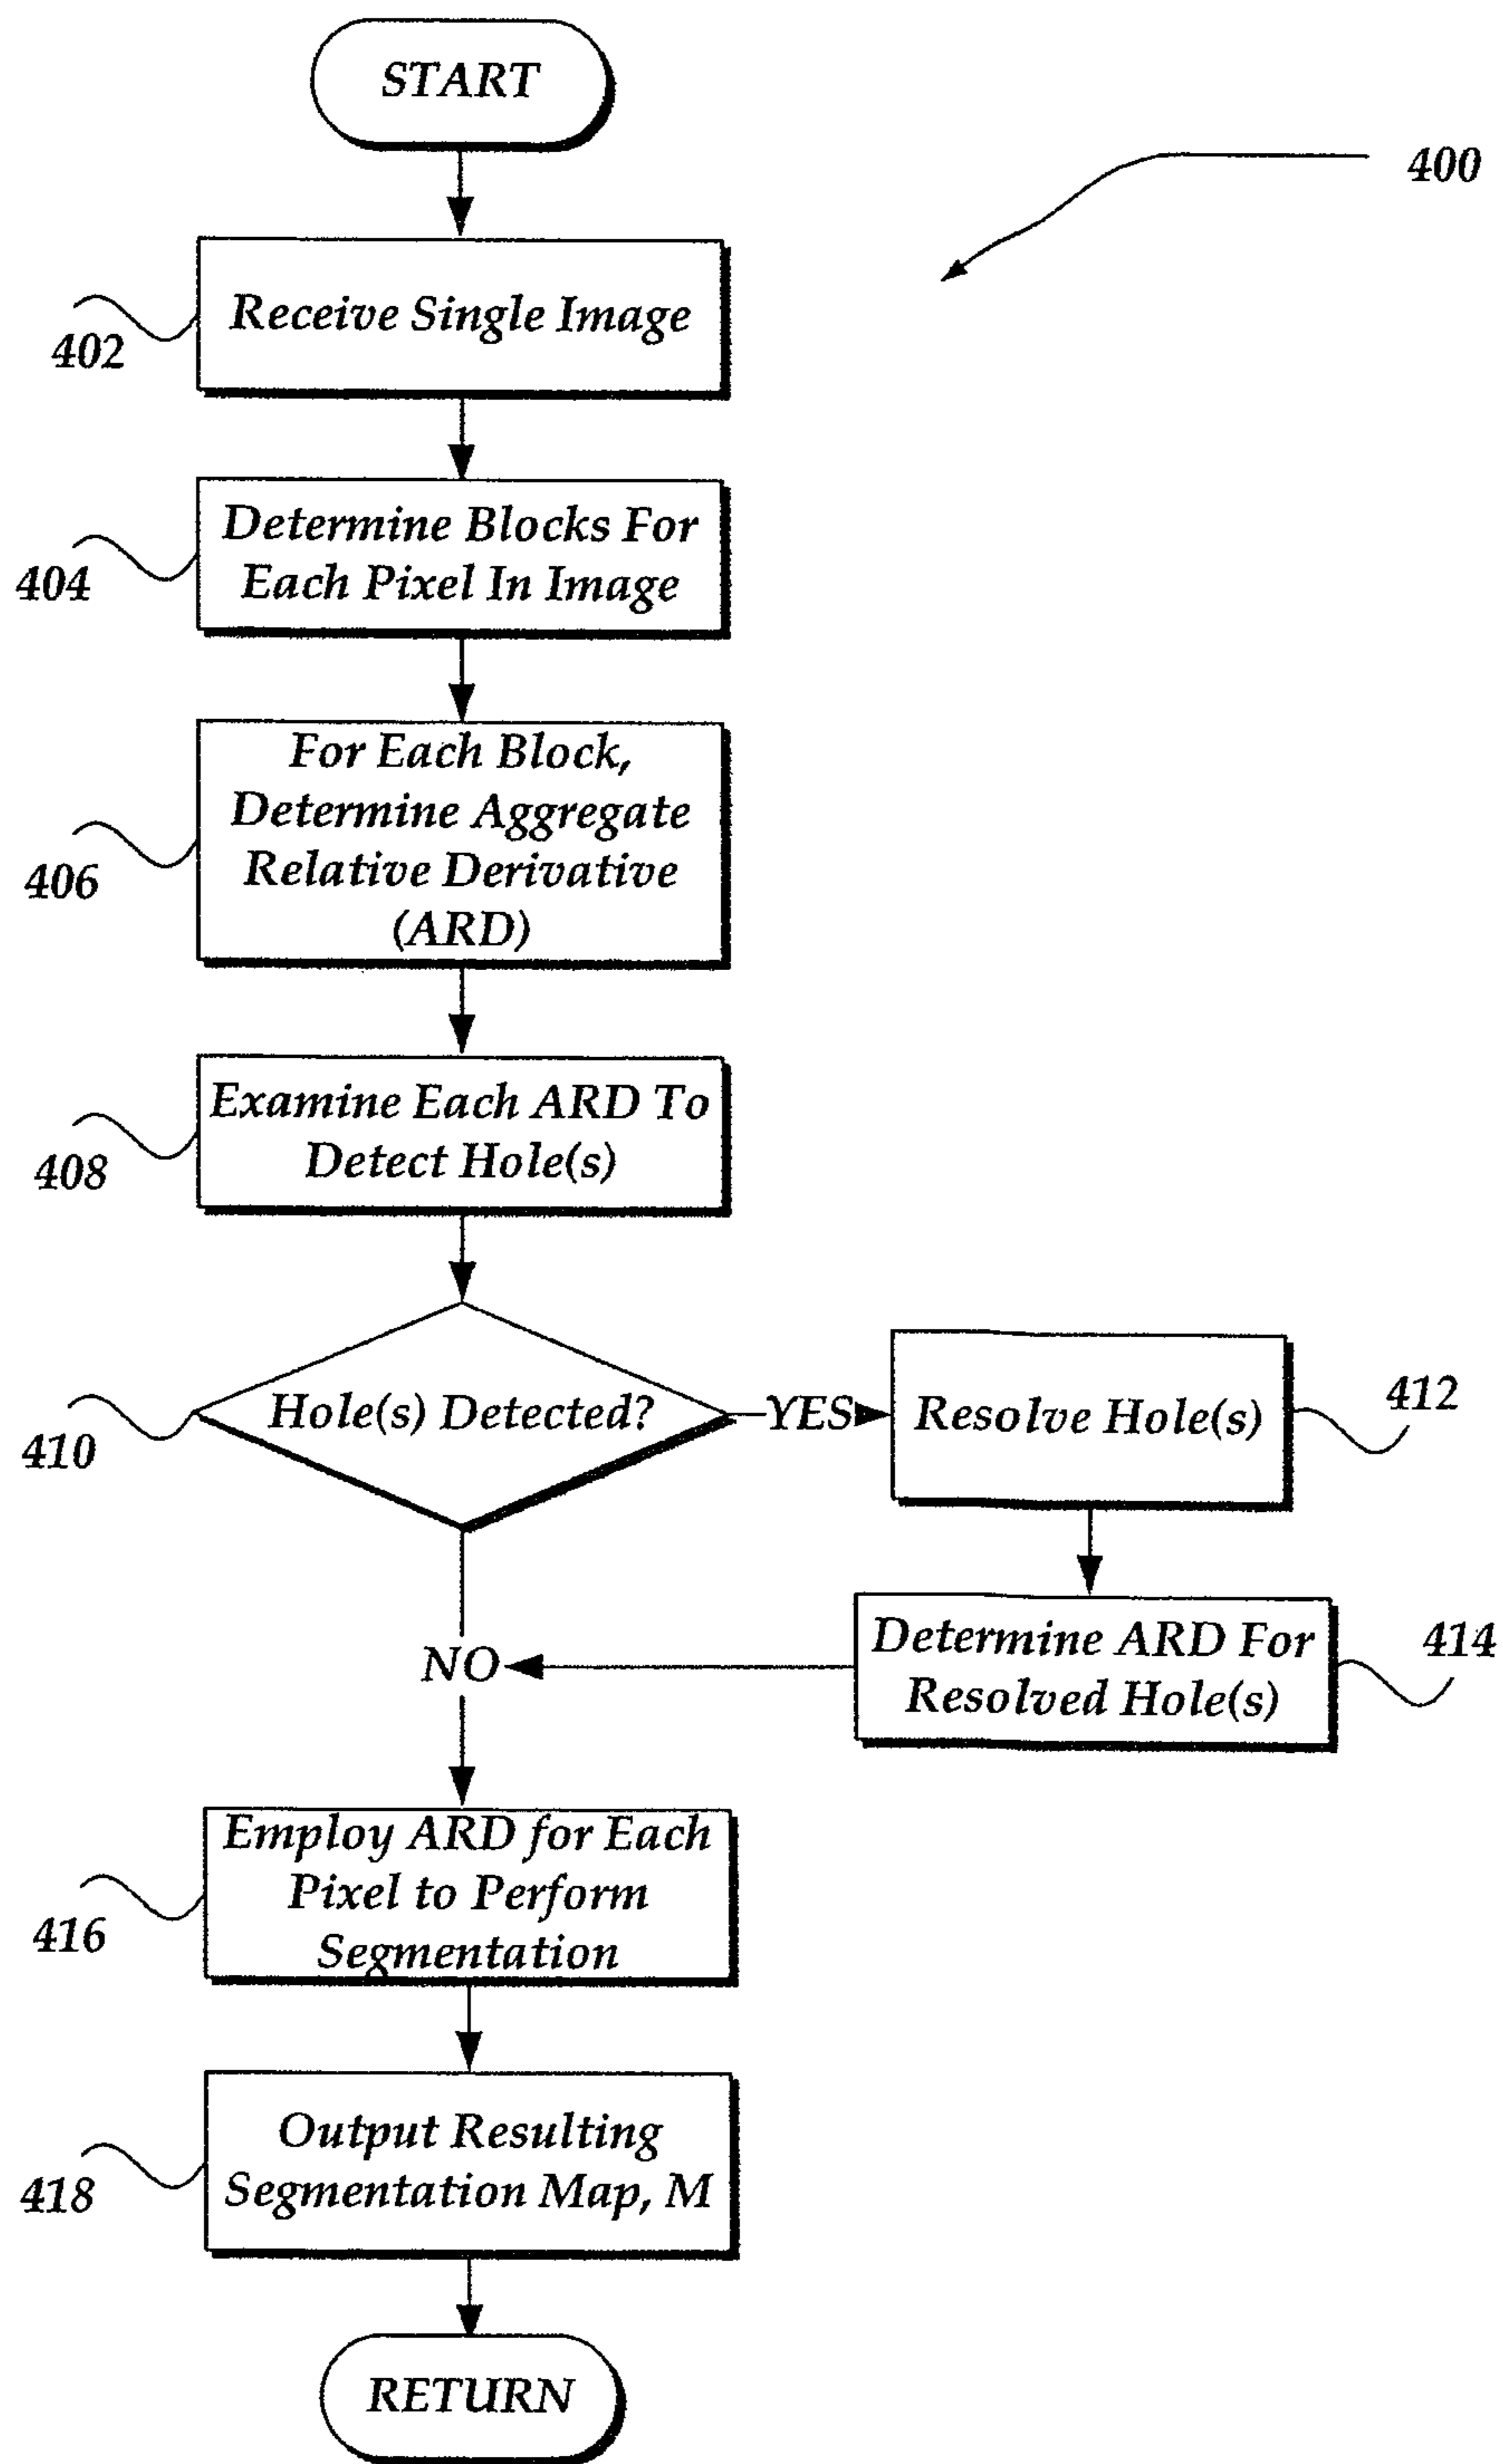 START
400
Receive Single Image
402
Determine Blocks For
Each Pixel In Image
404
For Each Block,
Determine Aggregate
Relative Derivative
(ARD)
406
Examine Each ARD To
Detect Hole(s)
408
Hole(s) Detected?
YES
410
Resolve Hole(s)
412
Determine ARD For
Resolved Hole(s)
414
NO
Employ ARD for Each
Pixel to Perform
Segmentation
416
Output Resulting
Segmentation Map, M
418
RETURN